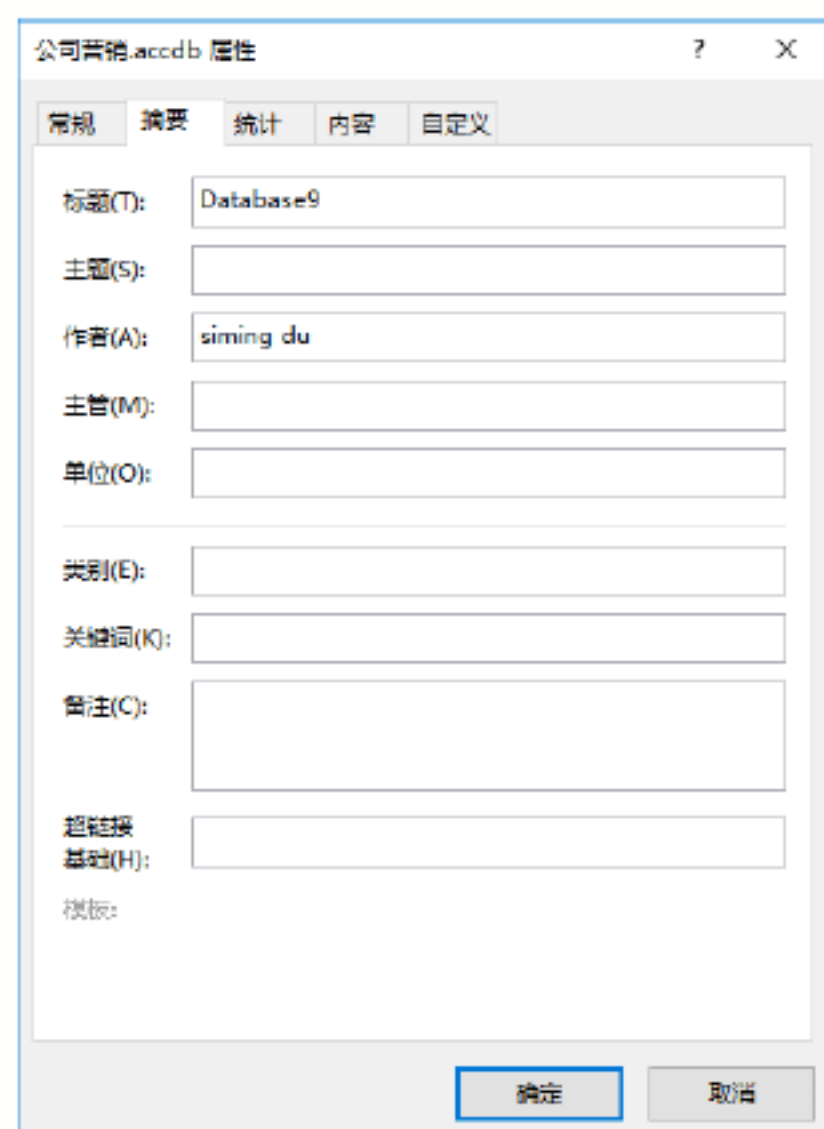 公司营销.accdb 属性 ? X
常规 摘要 统计 内容 自定义
标题(T): Database9
主题(S):
作者(A): siming du
主管(M):
单位(O):
类别(E):
关键词(K):
备注(C):
超链接
基础(H):
模板:
确定 取消